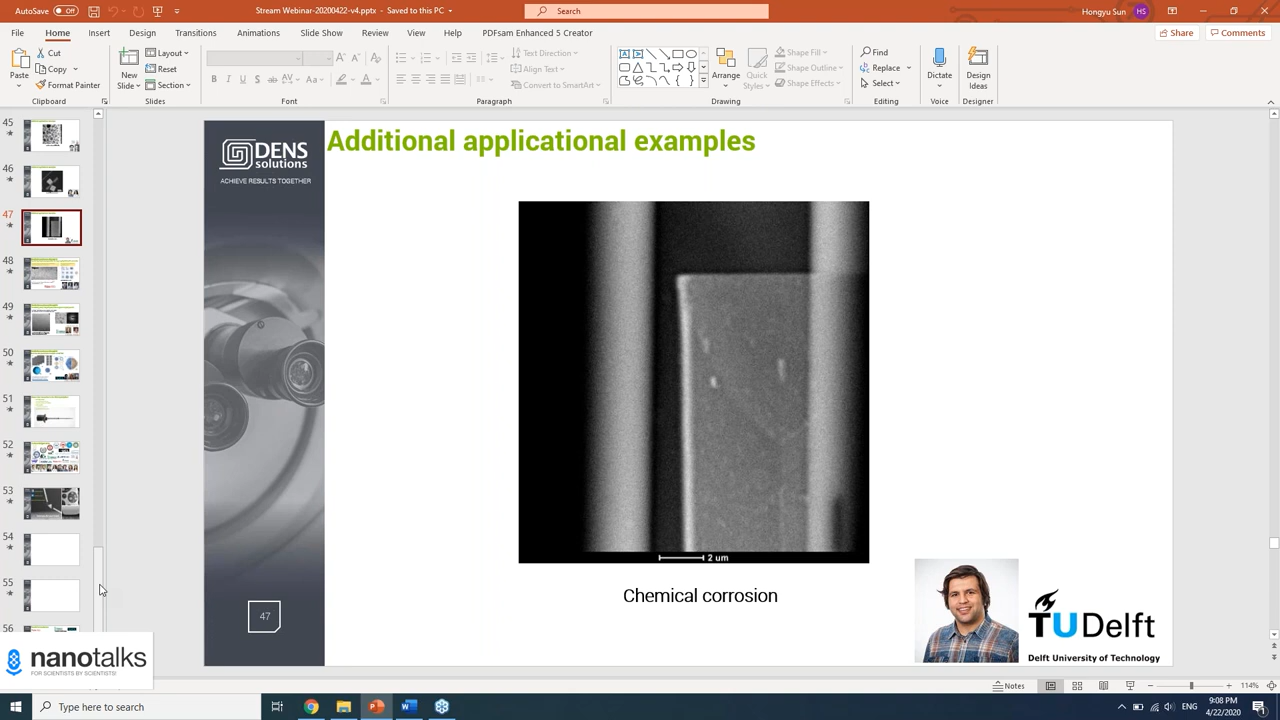 AutoSave Off
Stream Webinar-20200422-v4.pptx - Saved to this PC
Search
Hongyu Sun HS
File Home Insert Draw Design Transitions Animations Slide Show Review View Help PDFsam Enhanced 5 Creator
Share Comments
Paste
Cut
Copy
Format Painter
Clipboard
New Slide
Layout
Reset
Section
Slides
B I U S ab AV Aa A
Font
Text Direction
Align Text
Convert to SmartArt
Paragraph
Arrange
Quick Styles
Shape Fill
Shape Outline
Shape Effects
Drawing
Find
Replace
Select
Editing
Dictate
Voice
Design Ideas
Designer
45
46
47
48
49
50
51
52
53
54
55
56
DENS solutions
ACHIEVE RESULTS TOGETHER
Additional applicational examples
2 um
Chemical corrosion
47
TUDelft
Delft University of Technology
nanotalks
FOR SCIENTISTS BY SCIENTISTS!
Notes
114%
Type here to search
9:08 PM
4/22/2020